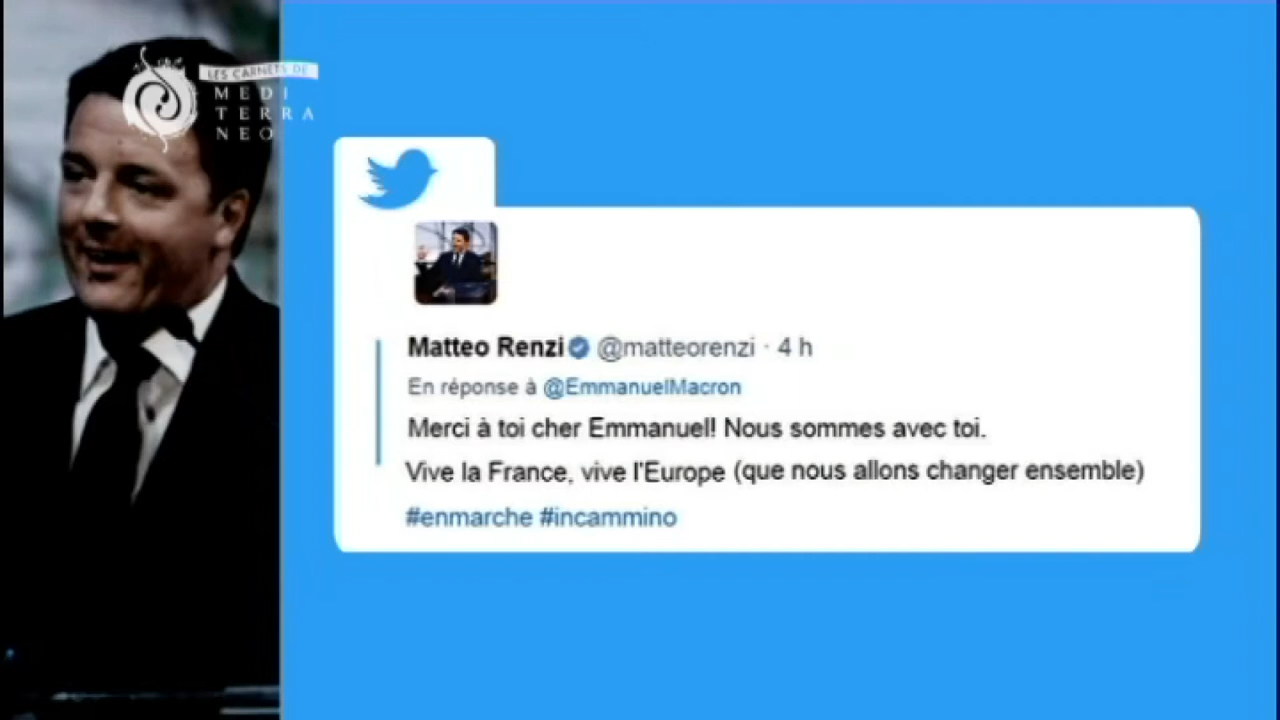 LES CARNETS DE
MEDI
TERRA
NEO
Matteo Renzi @matteorenzi · 4 h
En réponse à @EmmanuelMacron
Merci à toi cher Emmanuel! Nous sommes avec toi.
Vive la France, vive l'Europe (que nous allons changer ensemble)
#enmarche #incammino